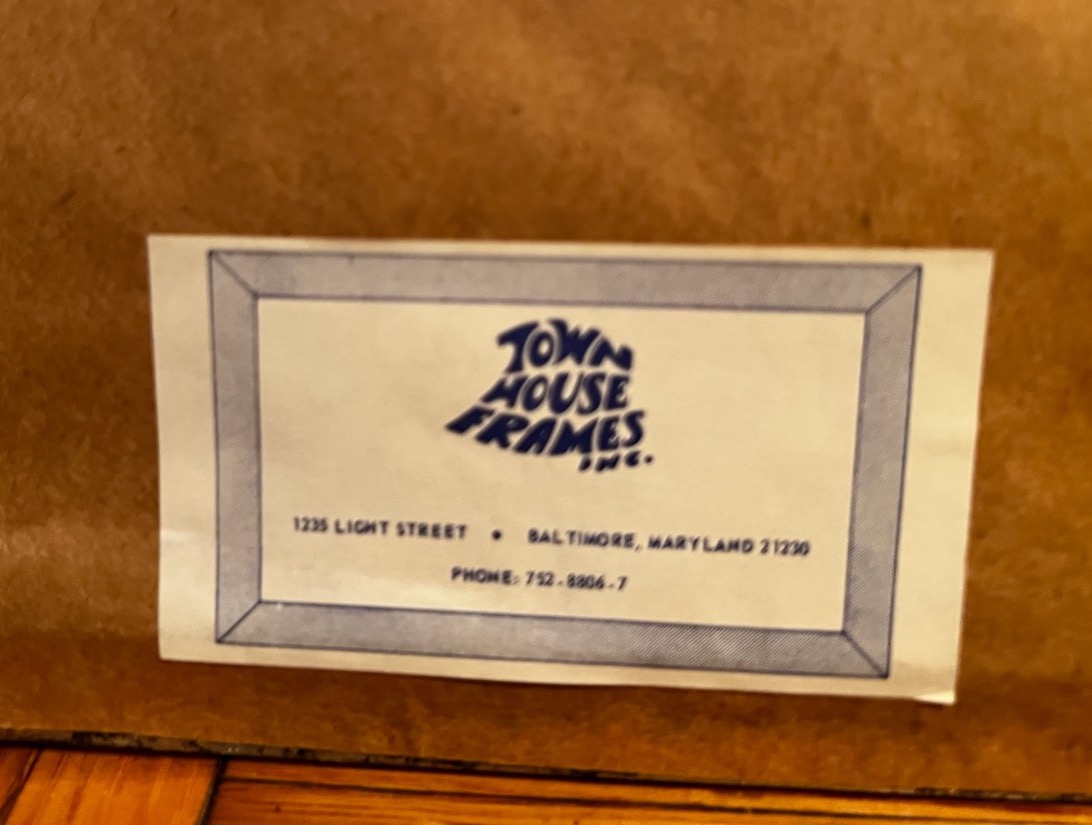 TOWN
HOUSE
FRAMES
INC.
1235 LIGHT STREET • BALTIMORE, MARYLAND 21230
PHONE: 752-8806-7